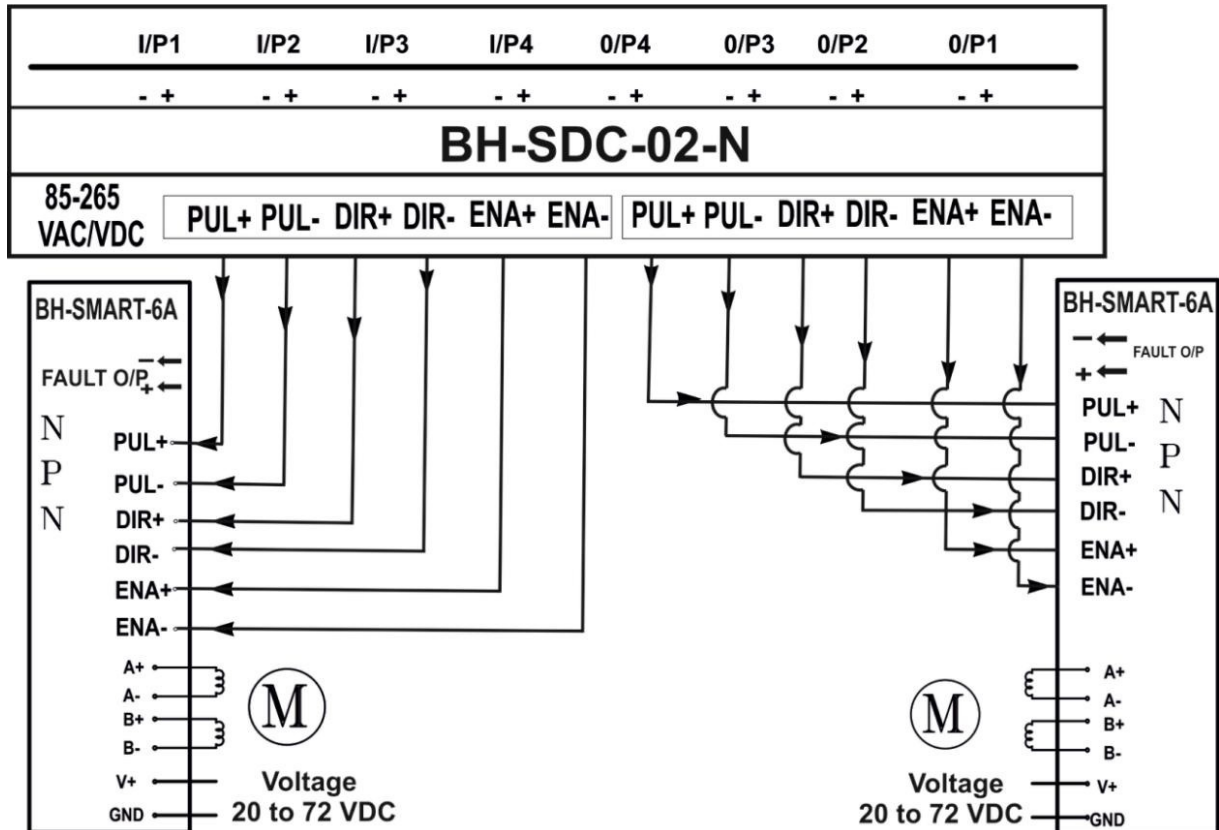 I/P1 I/P2 I/P3 I/P4 0/P4 0/P3 0/P2 0/P1
- + - + - + - + - + - + - + - +
BH-SDC-02-N
85-265
VAC/VDC
PUL+ PUL- DIR+ DIR- ENA+ ENA- PUL+ PUL- DIR+ DIR- ENA+ ENA-
BH-SMART-6A
FAULT O/P
-
+
N
P
N
PUL+
PUL-
DIR+
DIR-
ENA+
ENA-
A+
A-
B+
B-
V+
GND
M
Voltage
20 to 72 VDC
BH-SMART-6A
-
+
FAULT O/P
PUL+
PUL-
DIR+
DIR-
ENA+
ENA-
N
P
N
A+
A-
B+
B-
V+
GND
M
Voltage
20 to 72 VDC